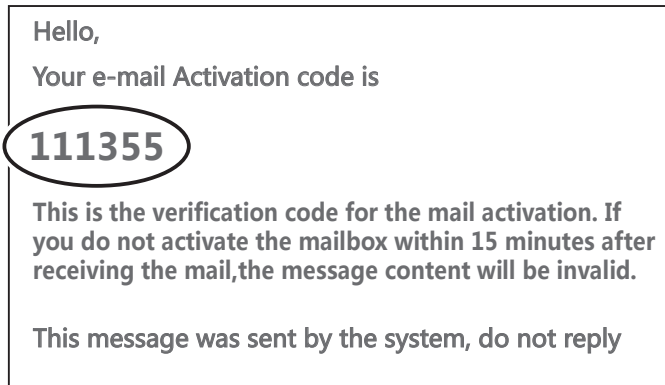 Hello,
Your e-mail Activation code is
111355
This is the verification code for the mail activation. If
you do not activate the mailbox within 15 minutes after
receiving the mail,the message content will be invalid.
This message was sent by the system, do not reply